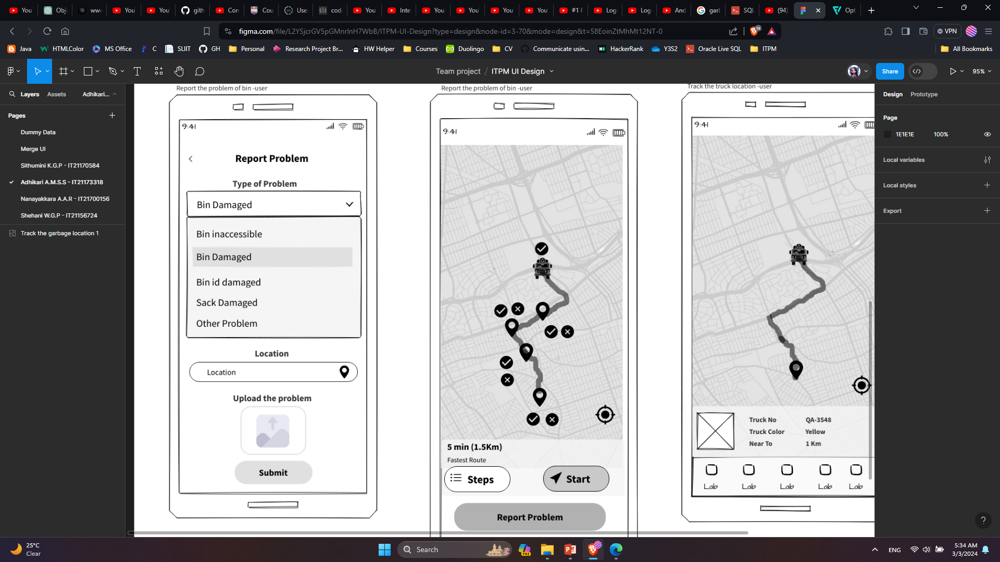 You
Obj
www
You
You
gith
Con
Cou
Use
cod
You
Inte
You
You
You
You
#1 F
Logi
Log
And
garb
SQL
(94)
Opt
figma.com/file/L2YSjcrGV5pGMnrInH7WbB/ITPM-UI-Design?type=design&node-id=3-70&mode=design&t=58EoinZtMhMt12NT-0
14
VPN
Java
HTMLColor
MS Office
C
SLIIT
GH
Personal
Research Project Br...
HW Helper
Courses
Duolingo
CV
Communicate usin...
HackerRank
Y3S2
Oracle Live SQL
ITPM
All Bookmarks
Team project / ITPM UI Design
Share
95%
Layers
Assets
Adhikari...
Pages
Dummy Data
Merge UI
Sithumini K.G.P - IT21170584
Adhikari A.M.S.S - IT21173318
Nanayakkara A.A.R - IT21700156
Shehani W.G.P - IT21156724
Track the garbage location 1
Report the problem of bin -user
9:41
Report Problem
Type of Problem
Bin Damaged
Bin inaccessible
Bin Damaged
Bin id damaged
Sack Damaged
Other Problem
Location
Location
Upload the problem
Submit
Report the problem of bin -user
9:41
5 min (1.5Km)
Fastest Route
Steps
Start
Report Problem
Track the truck location -user
9:41
Truck No QA-3548
Truck Color Yellow
Near To 1 Km
Lab
Lab
Lab
Lab
Lab
Design
Prototype
Page
1E1E1E
100%
Local variables
Local styles
Export
?
25°C
Clear
Search
PRE
ENG
5:34 AM
3/3/2024